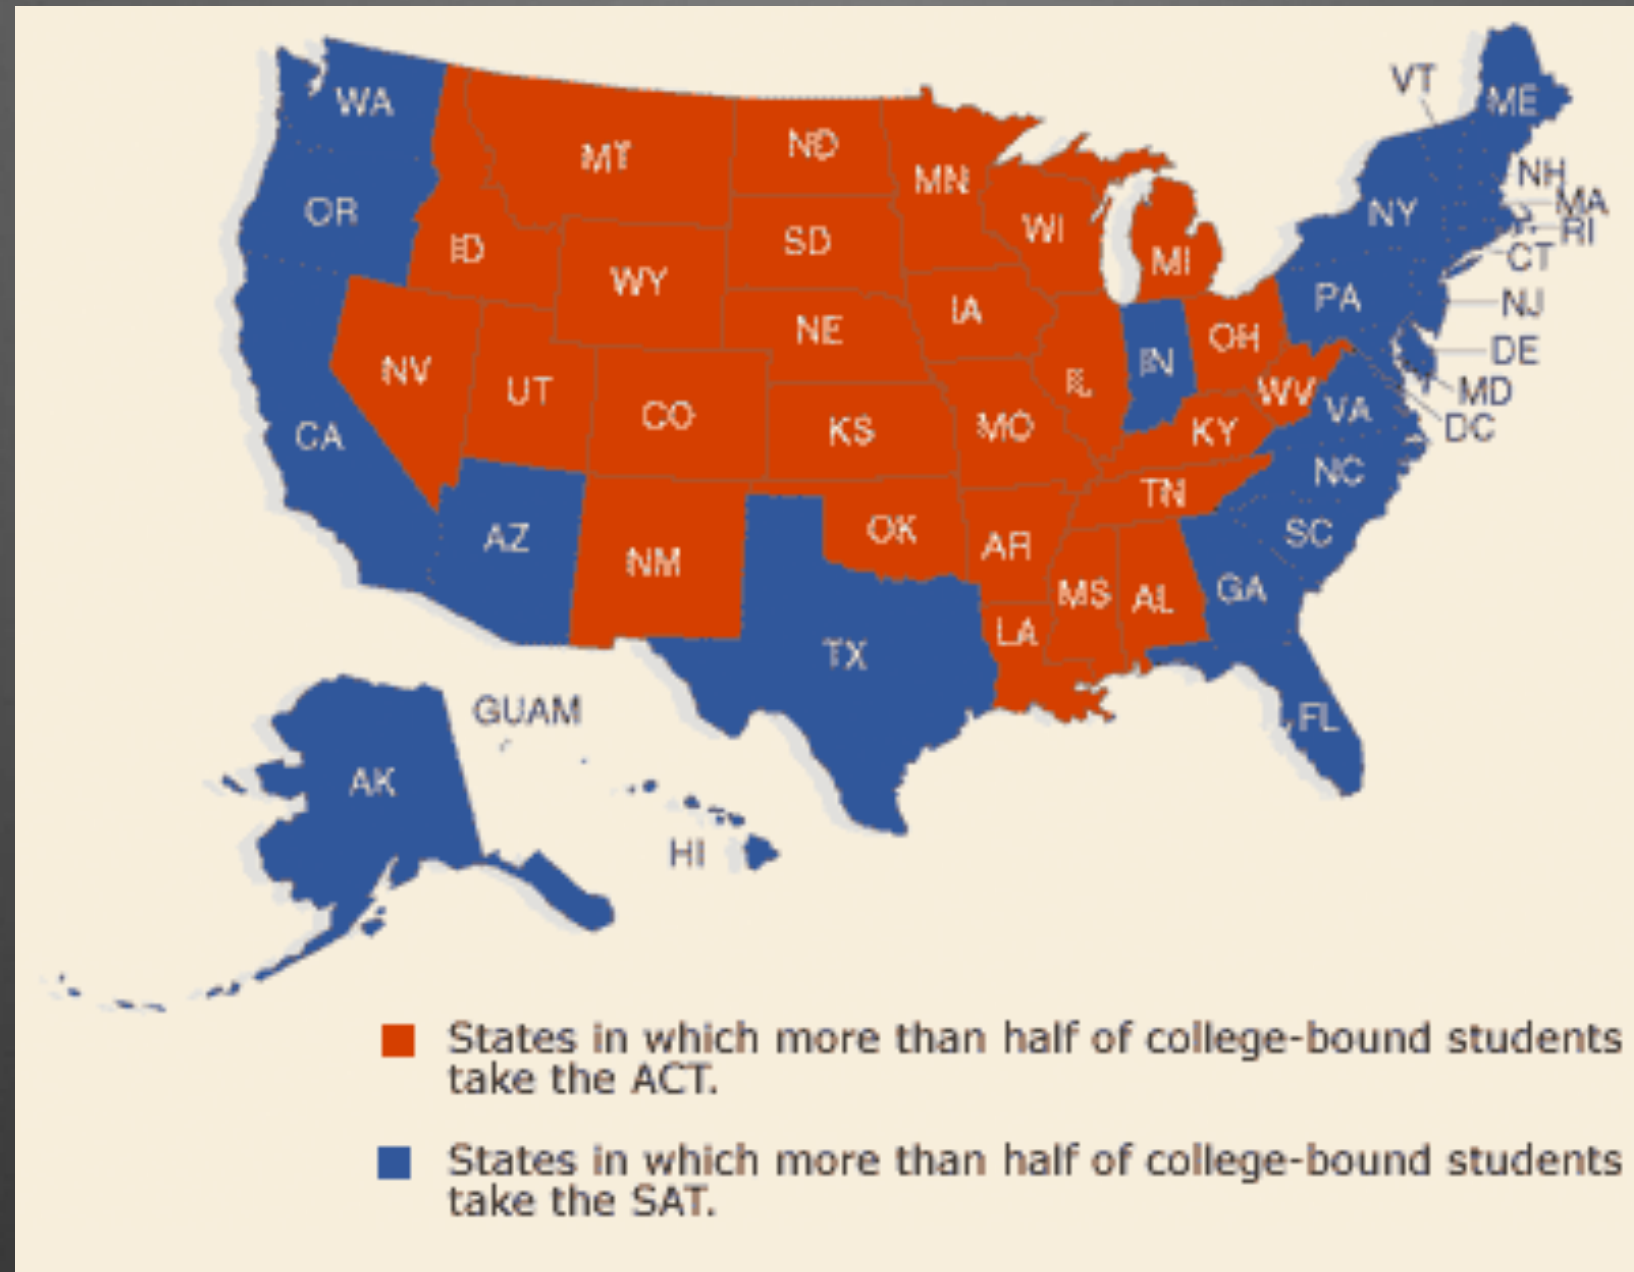 VT
ME
WA
MT
ND
MN
NH
MA
OR
NY
RI
ID
SD
WI
MI
CT
WY
PA
NJ
IA
NE
OH
DE
NV
IN
UT
IL
WV
MD
CO
VA
CA
KS
MO
KY
DC
NC
TN
AZ
OK
SC
NM
AR
MS
AL
GA
LA
TX
GUAM
FL
AK
HI
States in which more than half of college-bound students
take the ACT.
States in which more than half of college-bound students
take the SAT.